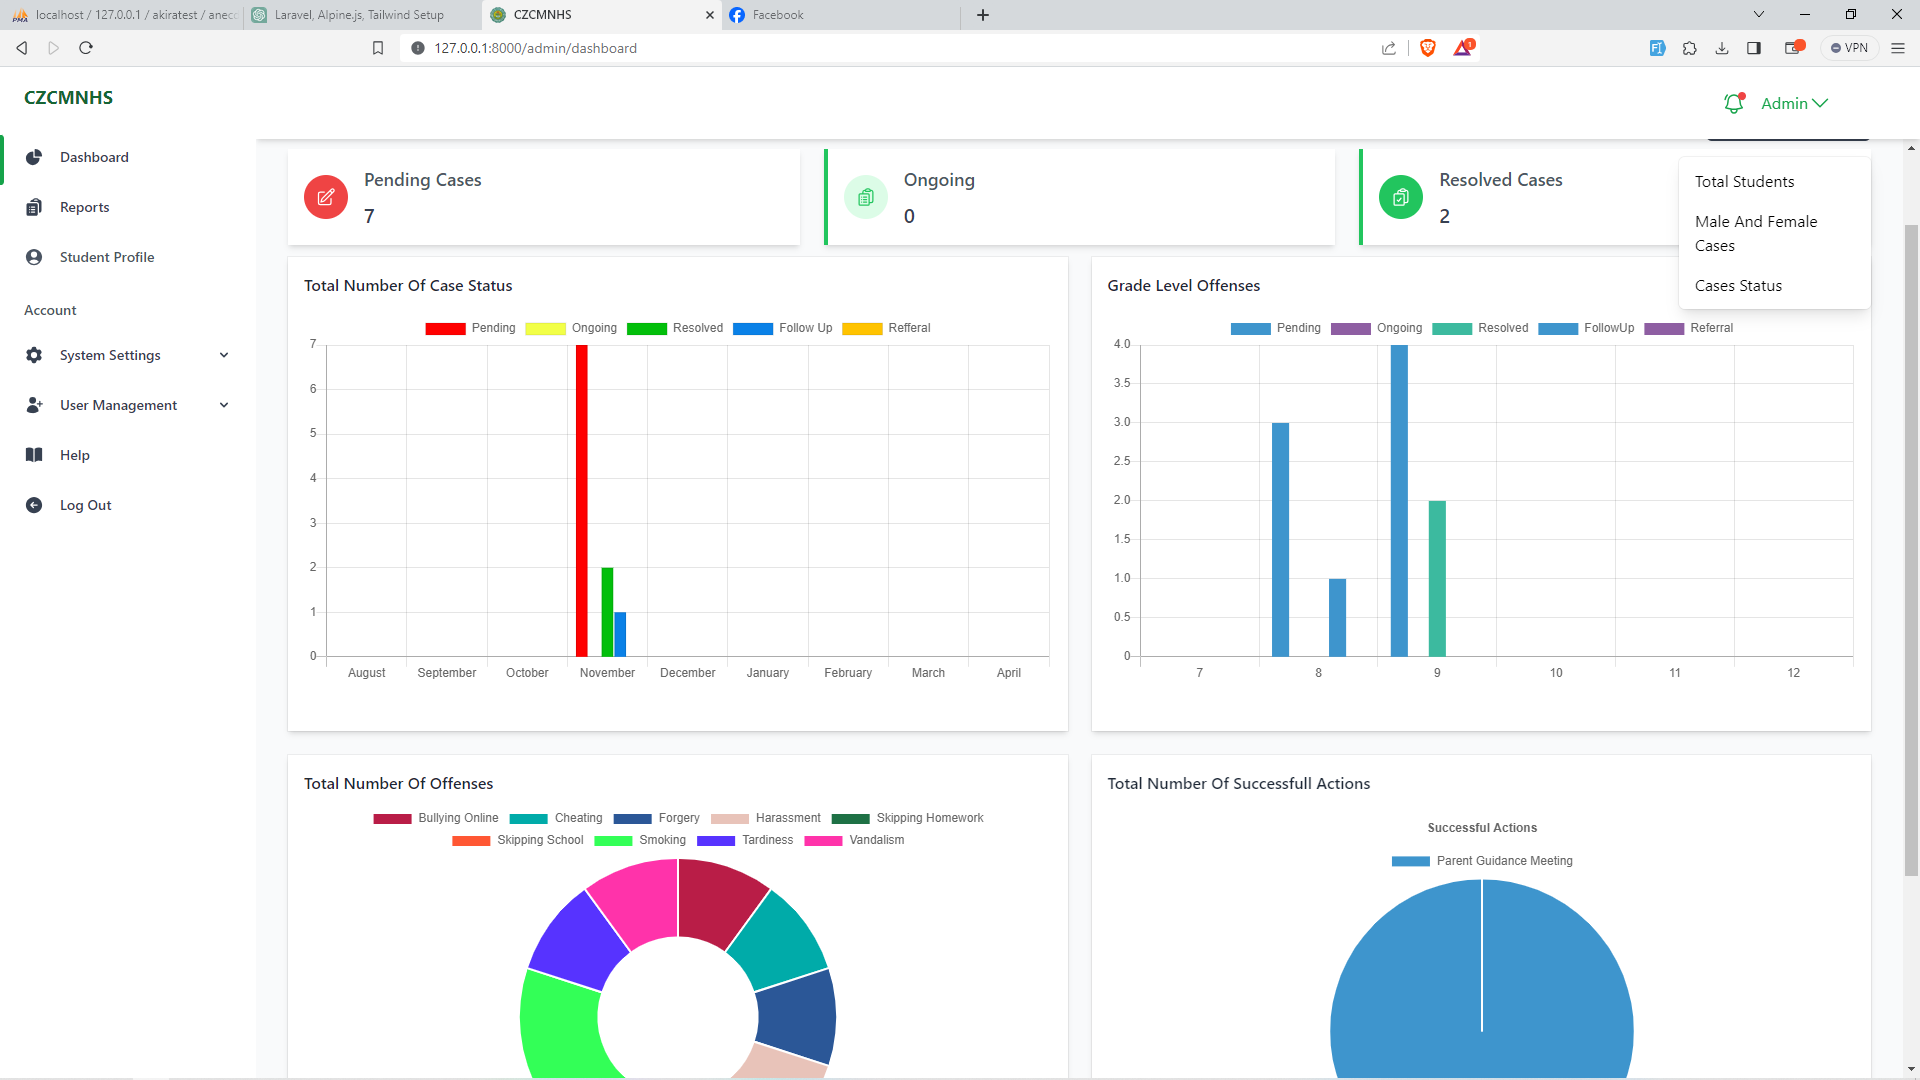 localhost / 127.0.0.1 / akiratest / anec
Laravel, Alpine.js, Tailwind Setup
CZCMNHS
Facebook
127.0.0.1:8000/admin/dashboard
VPN
CZCMNHS
Admin
Dashboard
Reports
Student Profile
Account
System Settings
User Management
Help
Log Out
Pending Cases
7
Ongoing
0
Resolved Cases
2
Total Students
Male And Female
Cases
Cases Status
Total Number Of Case Status
Pending Ongoing Resolved Follow Up Refferal
7
6
5
4
3
2
1
0
August September October November December January February March April
Grade Level Offenses
Pending Ongoing Resolved FollowUp Referral
4.0
3.5
3.0
2.5
2.0
1.5
1.0
0.5
0
7 8 9 10 11 12
Total Number Of Offenses
Bullying Online Cheating Forgery Harassment Skipping Homework
Skipping School Smoking Tardiness Vandalism
Total Number Of Successfull Actions
Successful Actions
Parent Guidance Meeting